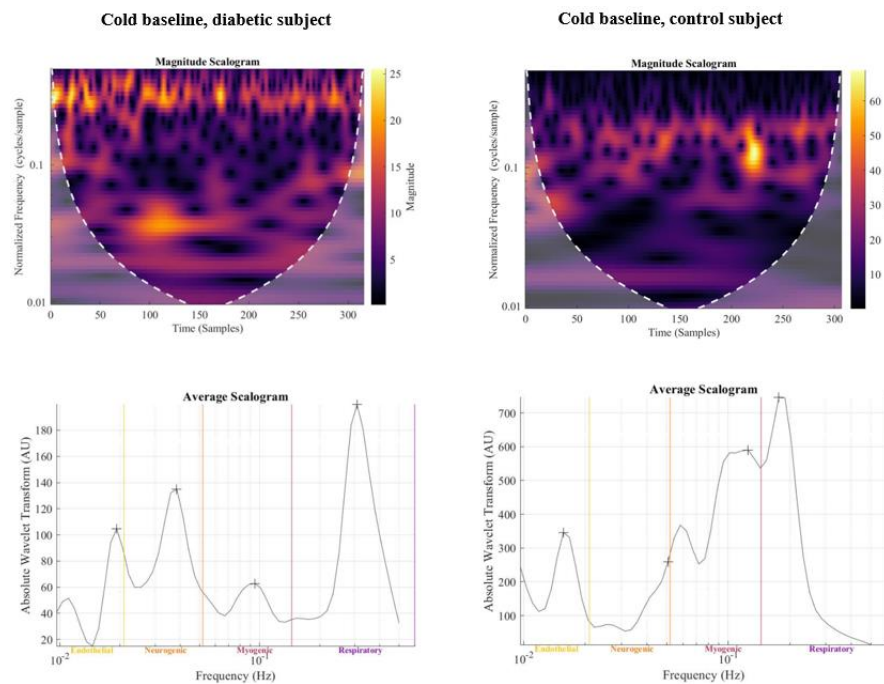 Cold baseline, diabetic subject
Magnitude Scalogram
Normalized Frequency (cycles/sample)
0.1
0.01
0 50 100 150 200 250 300
Time (Samples)
25
20
15
10
5
Magnitude
Cold baseline, control subject
Magnitude Scalogram
Normalized Frequency (cycles/sample)
0.1
0.01
0 50 100 150 200 250 300
Time (Samples)
60
50
40
30
20
10
Average Scalogram
Absolute Wavelet Transform (AU)
180
160
140
120
100
80
60
40
20
Endothelial Neurogenic Myogenic Respiratory
10⁻² 10⁻¹
Frequency (Hz)
Average Scalogram
Absolute Wavelet Transform (AU)
700
600
500
400
300
200
100
Endothelial Neurogenic Myogenic Respiratory
10⁻² 10⁻¹
Frequency (Hz)